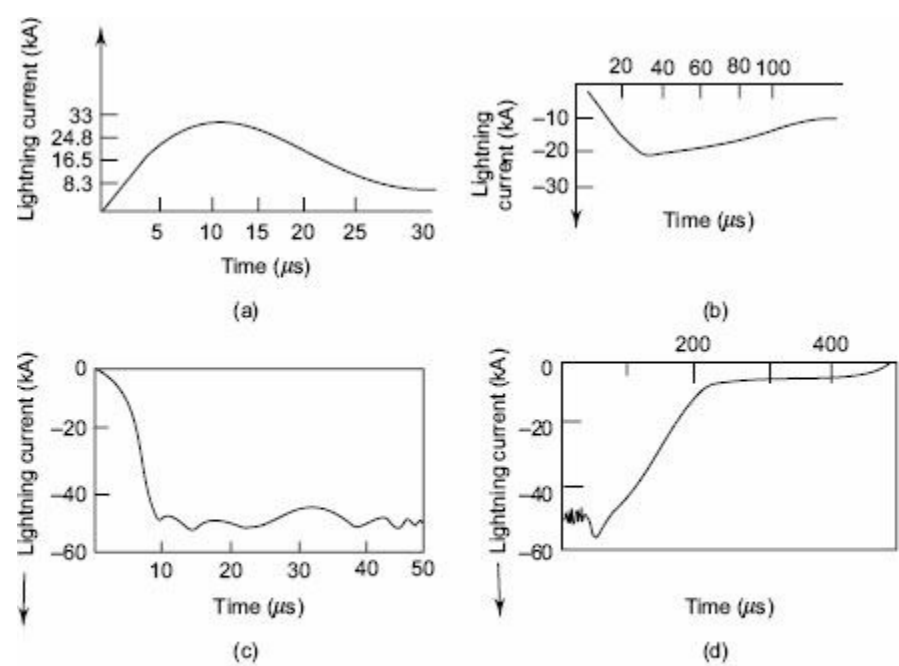 Lightning current (kA)
33
24.8
16.5
8.3
5 10 15 20 25 30
Time (μs)
(a)
20 40 60 80 100
Lightning
current (kA)
–10
–20
–30
Time (μs)
(b)
Lightning current (kA)
0
–20
–40
–60
10 20 30 40 50
Time (μs)
(c)
200 400
Lightning current (kA)
0
–20
–40
–60
Time (μs)
(d)